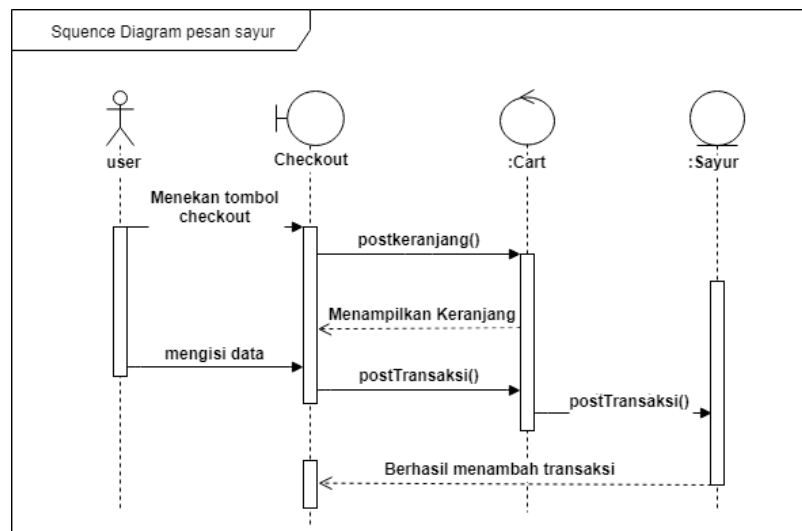 Squence Diagram pesan sayur
user
Checkout
:Cart
:Sayur
Menekan tombol
checkout
postkeranjang()
Menampilkan Keranjang
mengisi data
postTransaksi()
postTransaksi()
Berhasil menambah transaksi